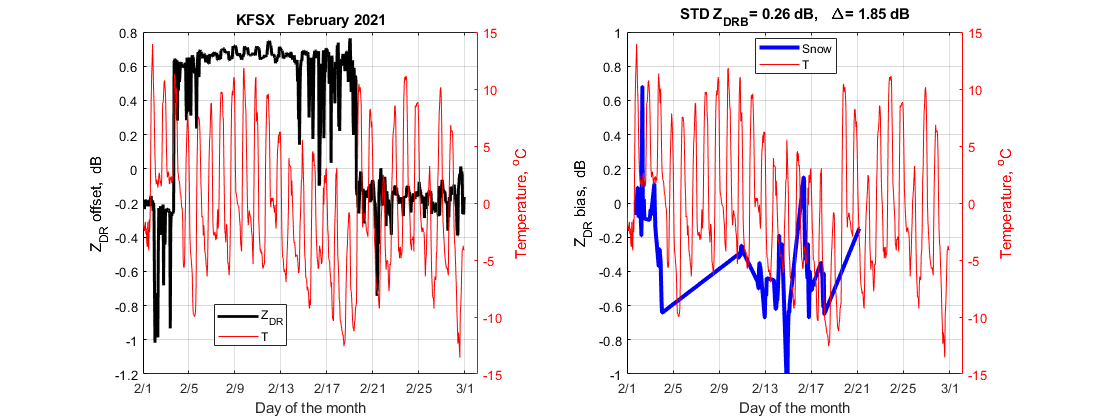 KFSX February 2021
0.8
0.6
0.4
0.2
0
-0.2
-0.4
-0.6
-0.8
-1
-1.2
Z_DR offset, dB
15
10
5
0
-5
-10
-15
Temperature, °C
Z_DR
T
2/1 2/5 2/9 2/13 2/17 2/21 2/25 3/1
Day of the month
STD Z_DRB= 0.26 dB, Δ= 1.85 dB
1
0.8
0.6
0.4
0.2
0
-0.2
-0.4
-0.6
-0.8
-1
Z_DR bias, dB
15
10
5
0
-5
-10
-15
Temperature, °C
Snow
T
2/1 2/5 2/9 2/13 2/17 2/21 2/25 3/1
Day of the month